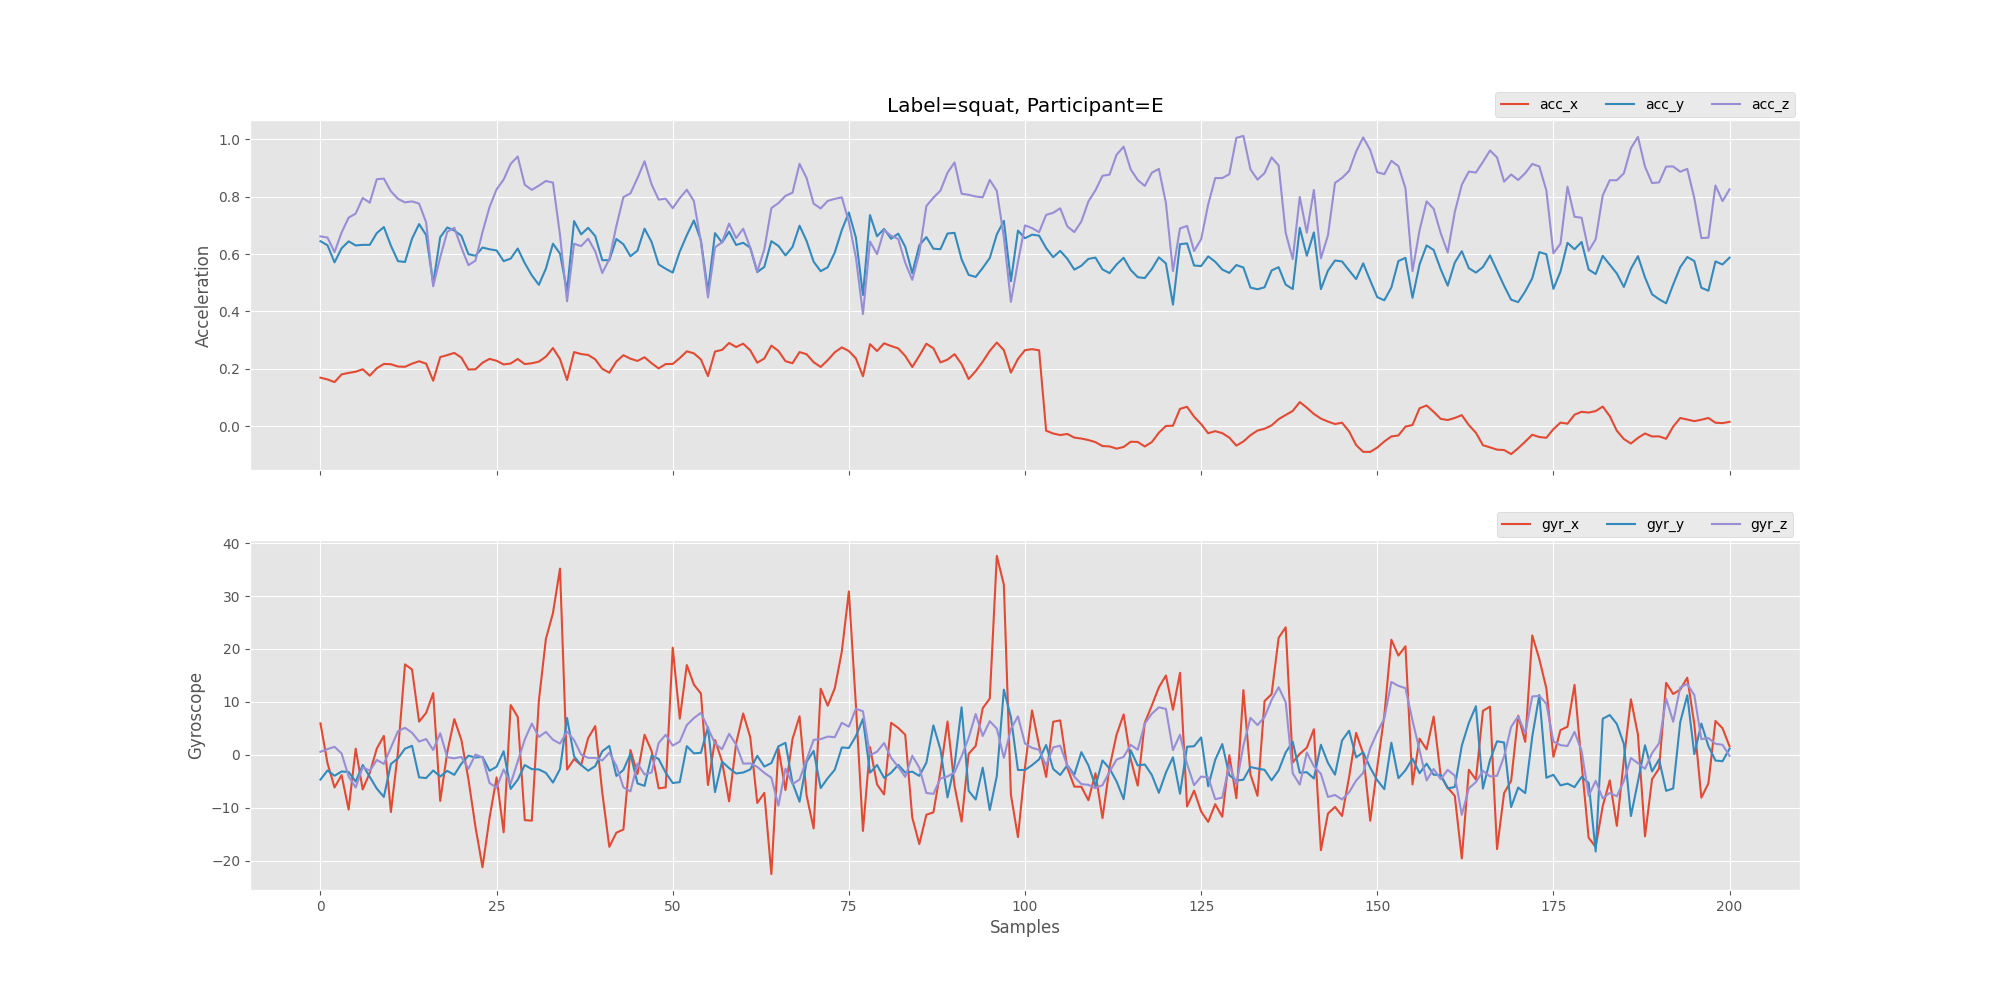 Label=squat, Participant=E
acc_x acc_y acc_z
1.0
0.8
0.6
0.4
0.2
0.0
Acceleration
gyr_x gyr_y gyr_z
40
30
20
10
0
−10
−20
Gyroscope
0 25 50 75 100 125 150 175 200
Samples